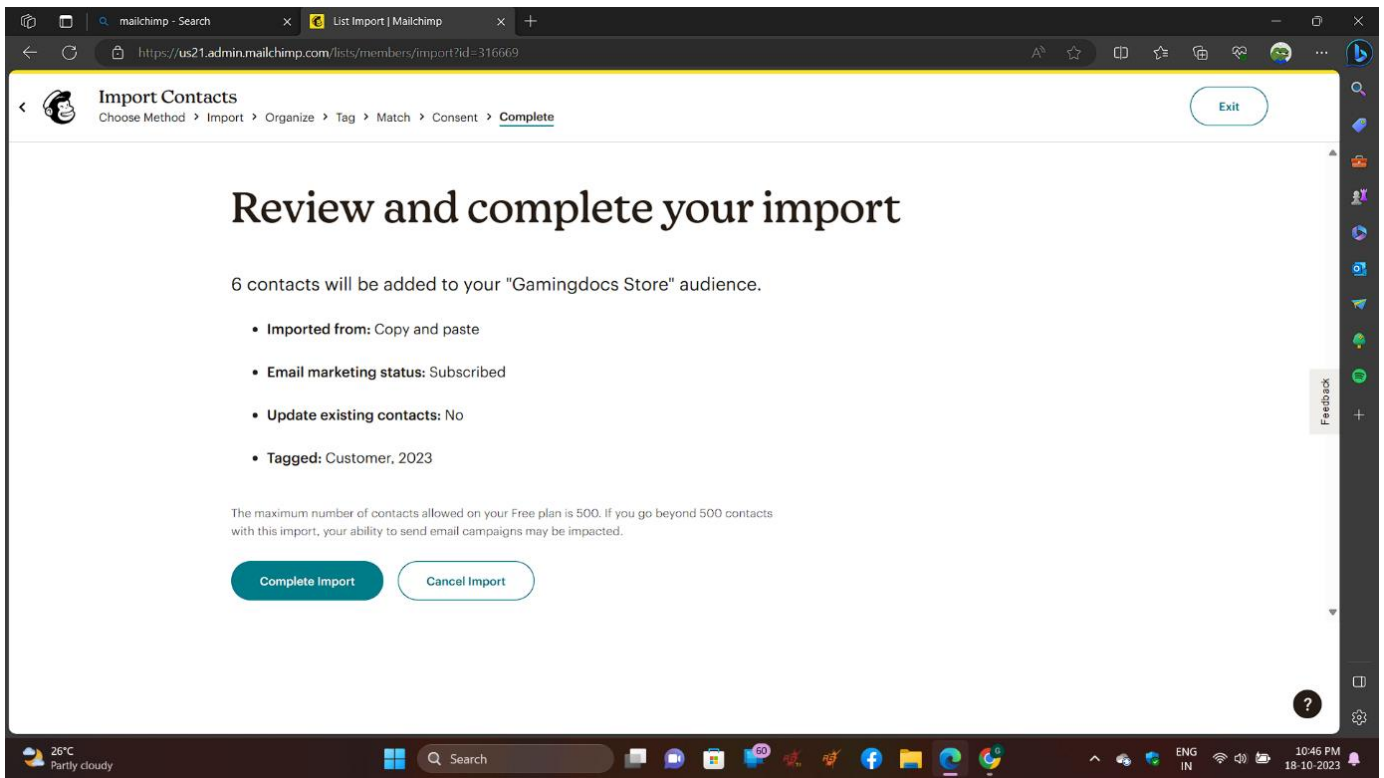 mailchimp - Search
List Import | Mailchimp
https://us21.admin.mailchimp.com/lists/members/import?id=316669
Import Contacts
Choose Method > Import > Organize > Tag > Match > Consent > Complete
Exit
Review and complete your import
6 contacts will be added to your "Gamingdocs Store" audience.
• Imported from: Copy and paste
• Email marketing status: Subscribed
• Update existing contacts: No
• Tagged: Customer, 2023
Feedback
The maximum number of contacts allowed on your Free plan is 500. If you go beyond 500 contacts
with this import, your ability to send email campaigns may be impacted.
Complete Import
Cancel Import
?
26°C
Partly cloudy
Search
60
ENG
IN
10:46 PM
18-10-2023